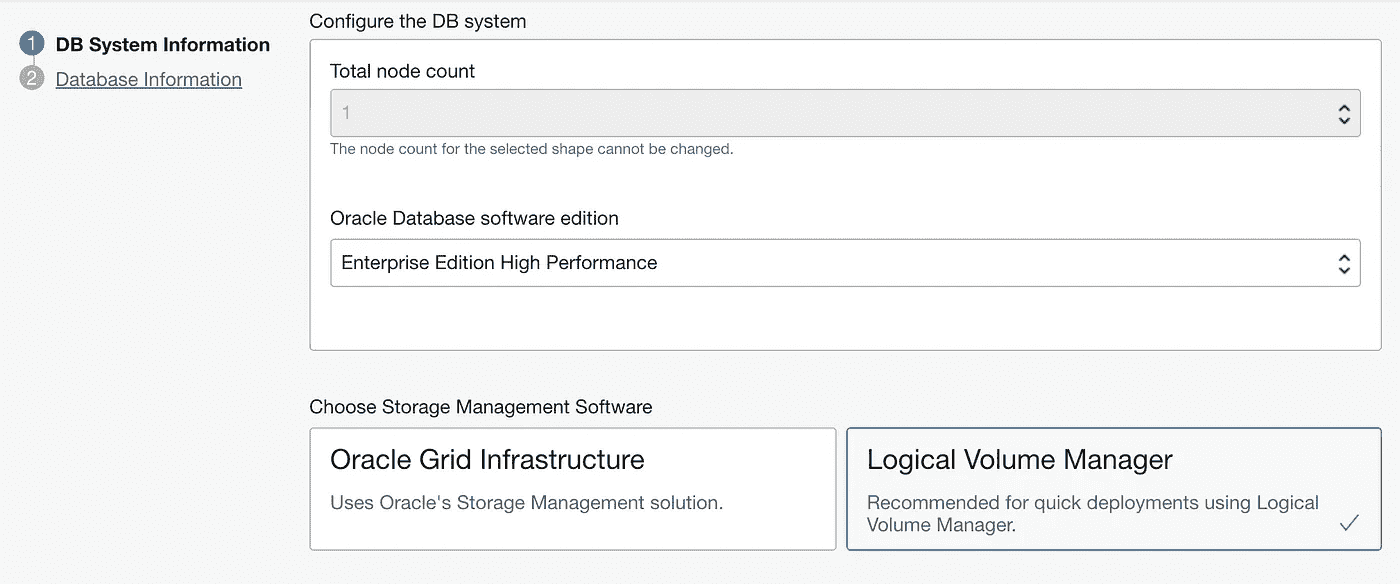 1 DB System Information
2 Database Information
Configure the DB system
Total node count
1
The node count for the selected shape cannot be changed.
Oracle Database software edition
Enterprise Edition High Performance
Choose Storage Management Software
Oracle Grid Infrastructure
Uses Oracle's Storage Management solution.
Logical Volume Manager
Recommended for quick deployments using Logical
Volume Manager.